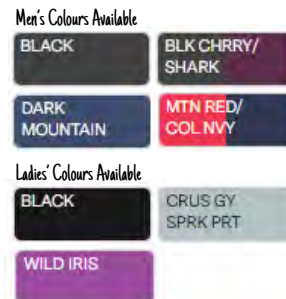 Men's Colours Available
BLACK
BLK CHRRY/
SHARK
DARK
MOUNTAIN
MTN RED/
COL NVY
Ladies' Colours Available
BLACK
CRUS GY
SPRK PRT
WILD IRIS